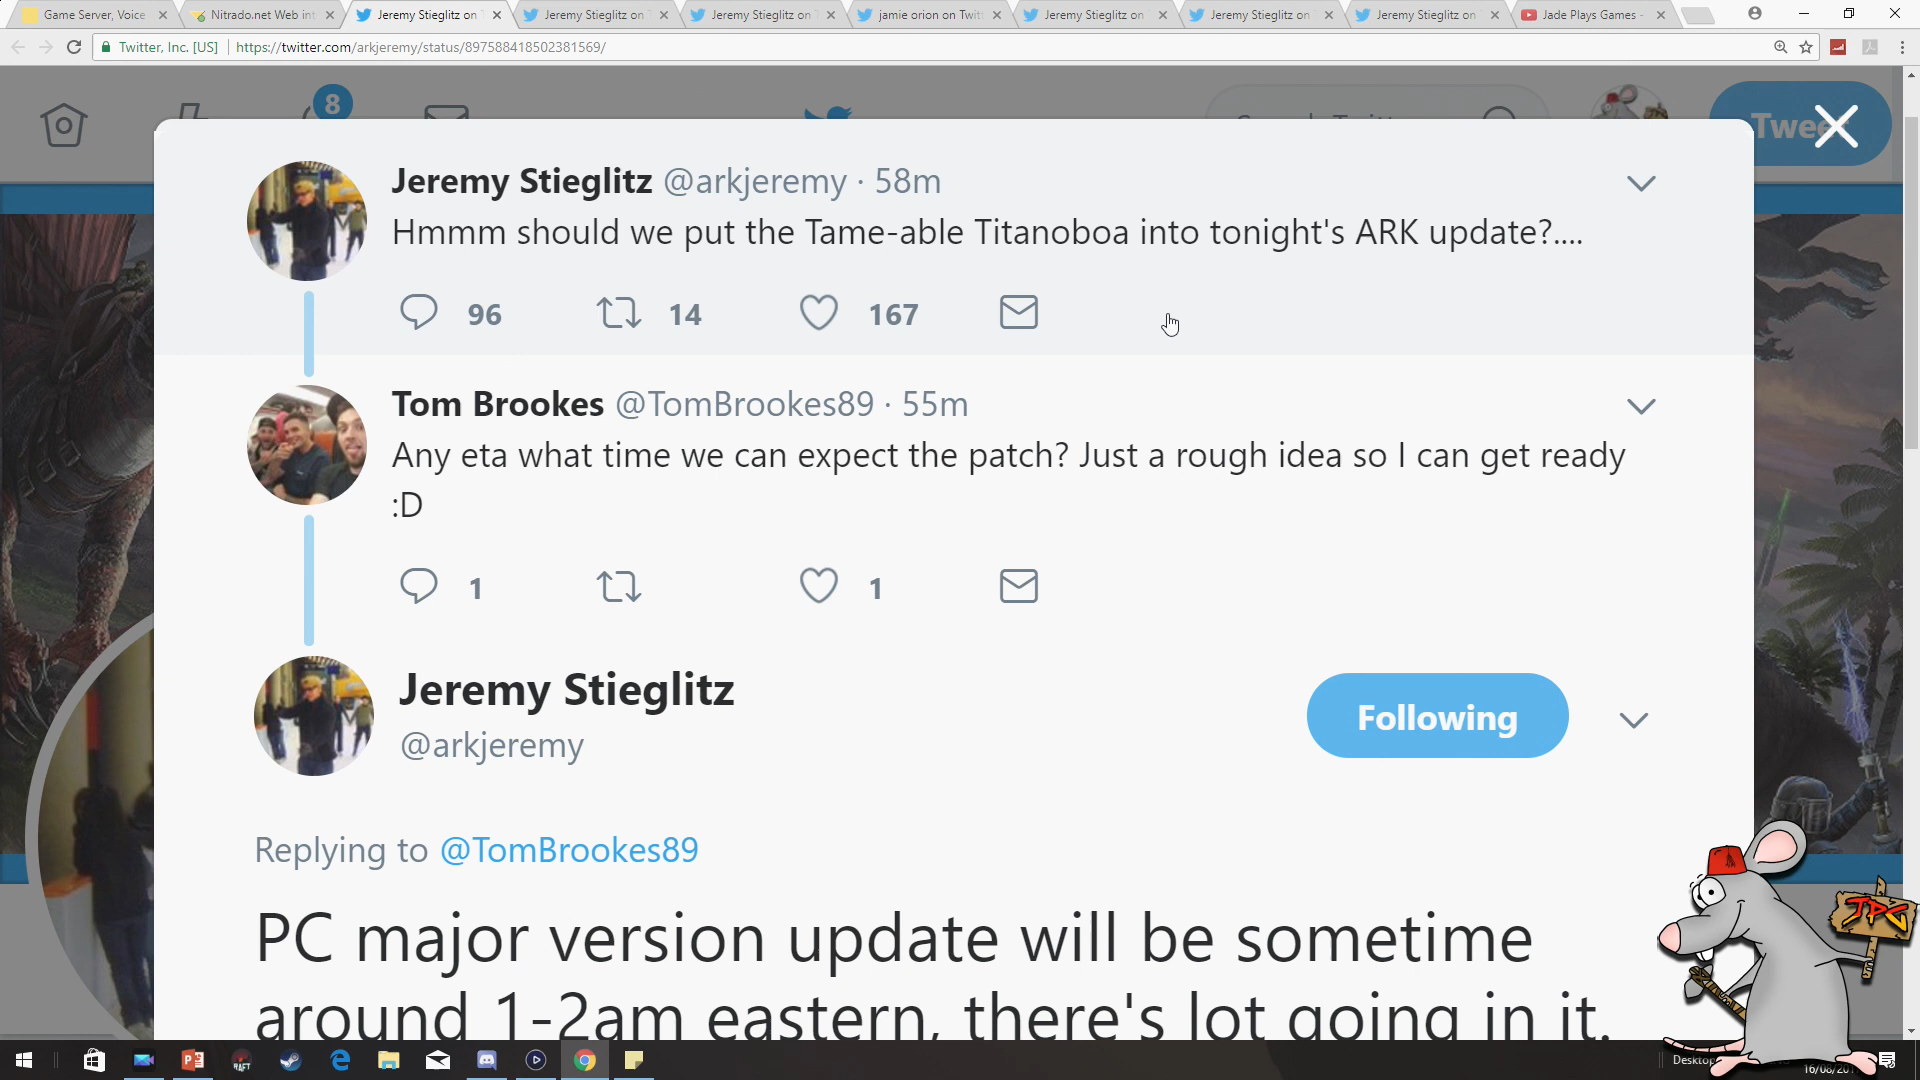 Game Server, Voice
Nitrado.net Web int
Jeremy Stieglitz on T
Jeremy Stieglitz on T
Jeremy Stieglitz on T
jamie orion on Twitt
Jeremy Stieglitz on
Jeremy Stieglitz on
Jeremy Stieglitz on
Jade Plays Games -
Twitter, Inc. [US]
https://twitter.com/arkjeremy/status/897588418502381569/
8
Tweet
Jeremy Stieglitz @arkjeremy · 58m
Hmmm should we put the Tame-able Titanoboa into tonight's ARK update?....
96 14 167
Tom Brookes @TomBrookes89 · 55m
Any eta what time we can expect the patch? Just a rough idea so I can get ready
:D
1 1
Jeremy Stieglitz
@arkjeremy
Following
Replying to @TomBrookes89
PC major version update will be sometime
around 1-2am eastern, there's lot going in it.
JPG
RAFT
Desktop